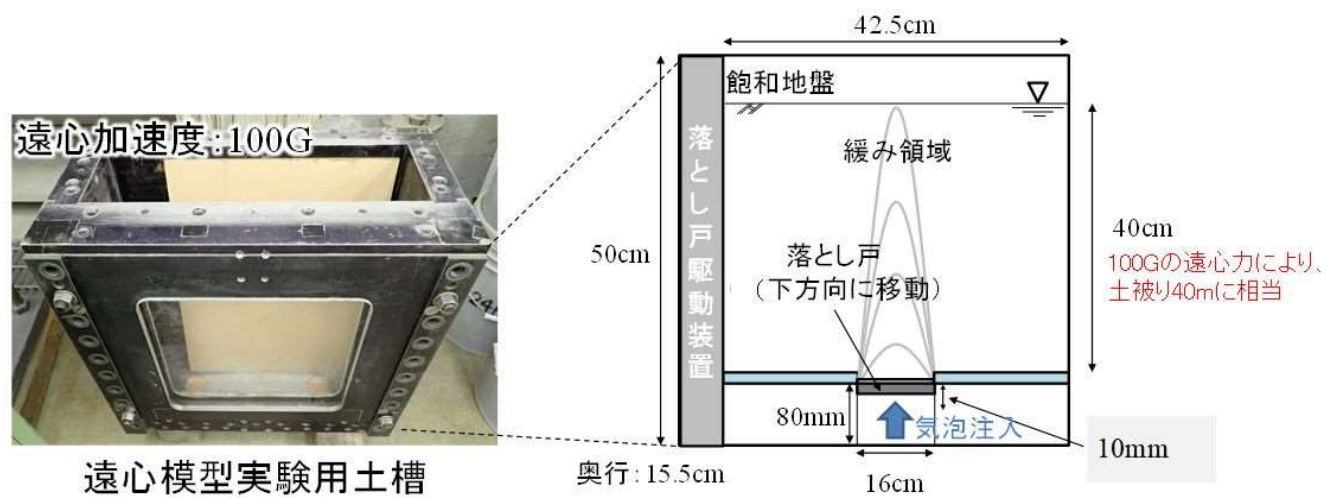 遠心加速度:100G
遠心模型実験用土槽
42.5cm
飽和地盤
緩み領域
落とし戸駆動装置
50cm
落とし戸
(下方向に移動)
40cm
100Gの遠心力により、
土被り40mに相当
80mm
気泡注入
10mm
奥行:15.5cm
16cm